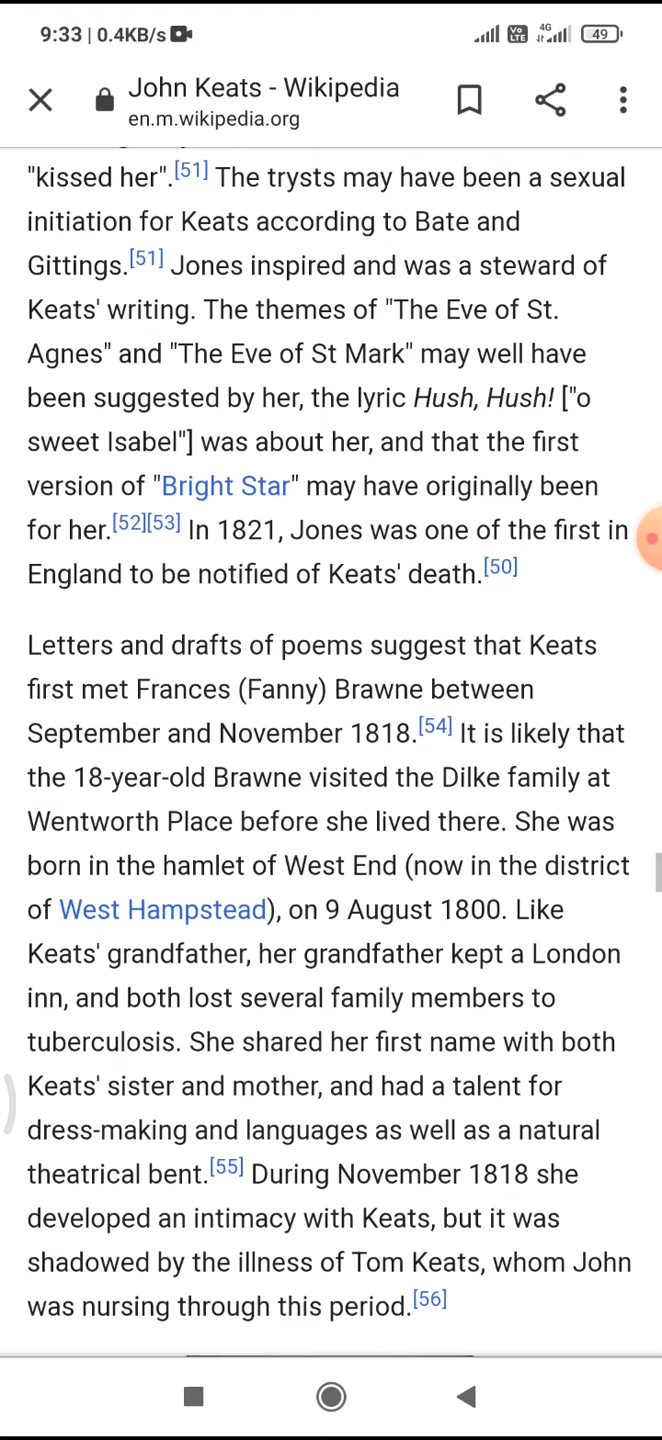 9:33 | 0.4KB/s
Vo LTE
4G
49
John Keats - Wikipedia
en.m.wikipedia.org
"kissed her".[51] The trysts may have been a sexual
initiation for Keats according to Bate and
Gittings.[51] Jones inspired and was a steward of
Keats' writing. The themes of "The Eve of St.
Agnes" and "The Eve of St Mark" may well have
been suggested by her, the lyric Hush, Hush! ["o
sweet Isabel"] was about her, and that the first
version of "Bright Star" may have originally been
for her.[52][53] In 1821, Jones was one of the first in
England to be notified of Keats' death.[50]
Letters and drafts of poems suggest that Keats
first met Frances (Fanny) Brawne between
September and November 1818.[54] It is likely that
the 18-year-old Brawne visited the Dilke family at
Wentworth Place before she lived there. She was
born in the hamlet of West End (now in the district
of West Hampstead), on 9 August 1800. Like
Keats' grandfather, her grandfather kept a London
inn, and both lost several family members to
tuberculosis. She shared her first name with both
Keats' sister and mother, and had a talent for
dress-making and languages as well as a natural
theatrical bent.[55] During November 1818 she
developed an intimacy with Keats, but it was
shadowed by the illness of Tom Keats, whom John
was nursing through this period.[56]